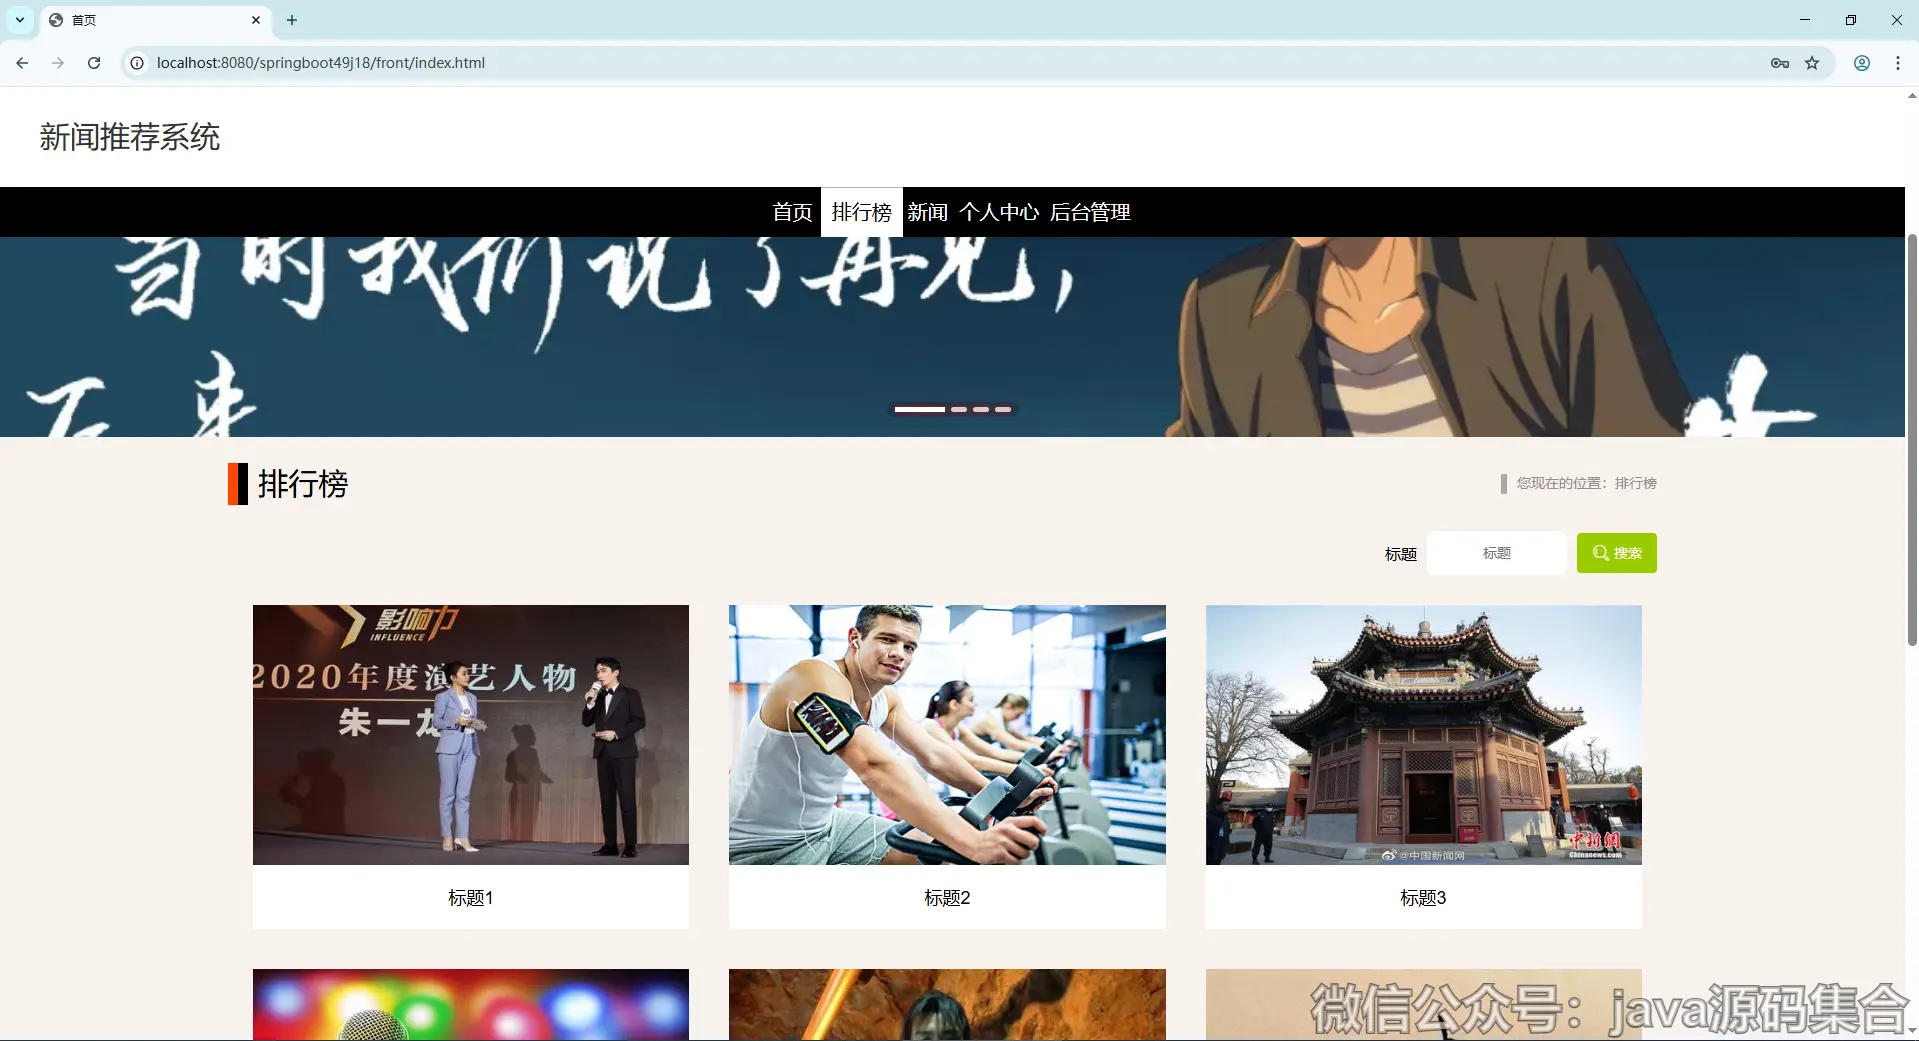 首页
localhost:8080/springboot49j18/front/index.html
新闻推荐系统
首页 排行榜 新闻 个人中心 后台管理
当时我们说了再见，
后来
排行榜
您现在的位置：排行榜
标题 标题 搜索
影响力
INFLUENCE
2020年度演艺人物
朱一龙
@中国新闻网
中新网
Chinanews.com
标题1
标题2
标题3
微信公众号：java源码集合